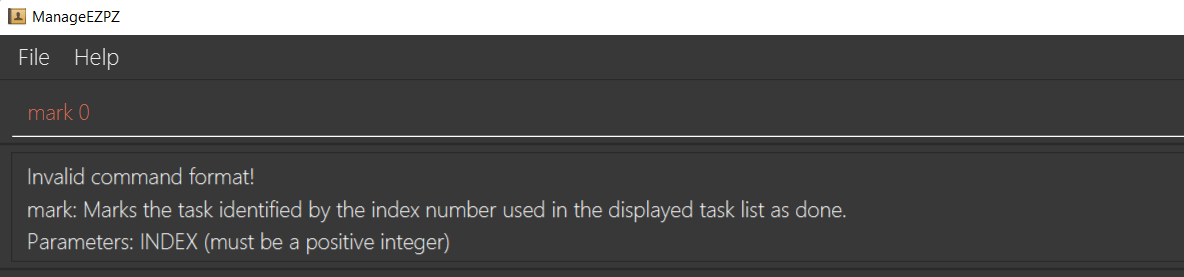 ManageEZPZ
File Help
mark 0
Invalid command format!
mark: Marks the task identified by the index number used in the displayed task list as done.
Parameters: INDEX (must be a positive integer)